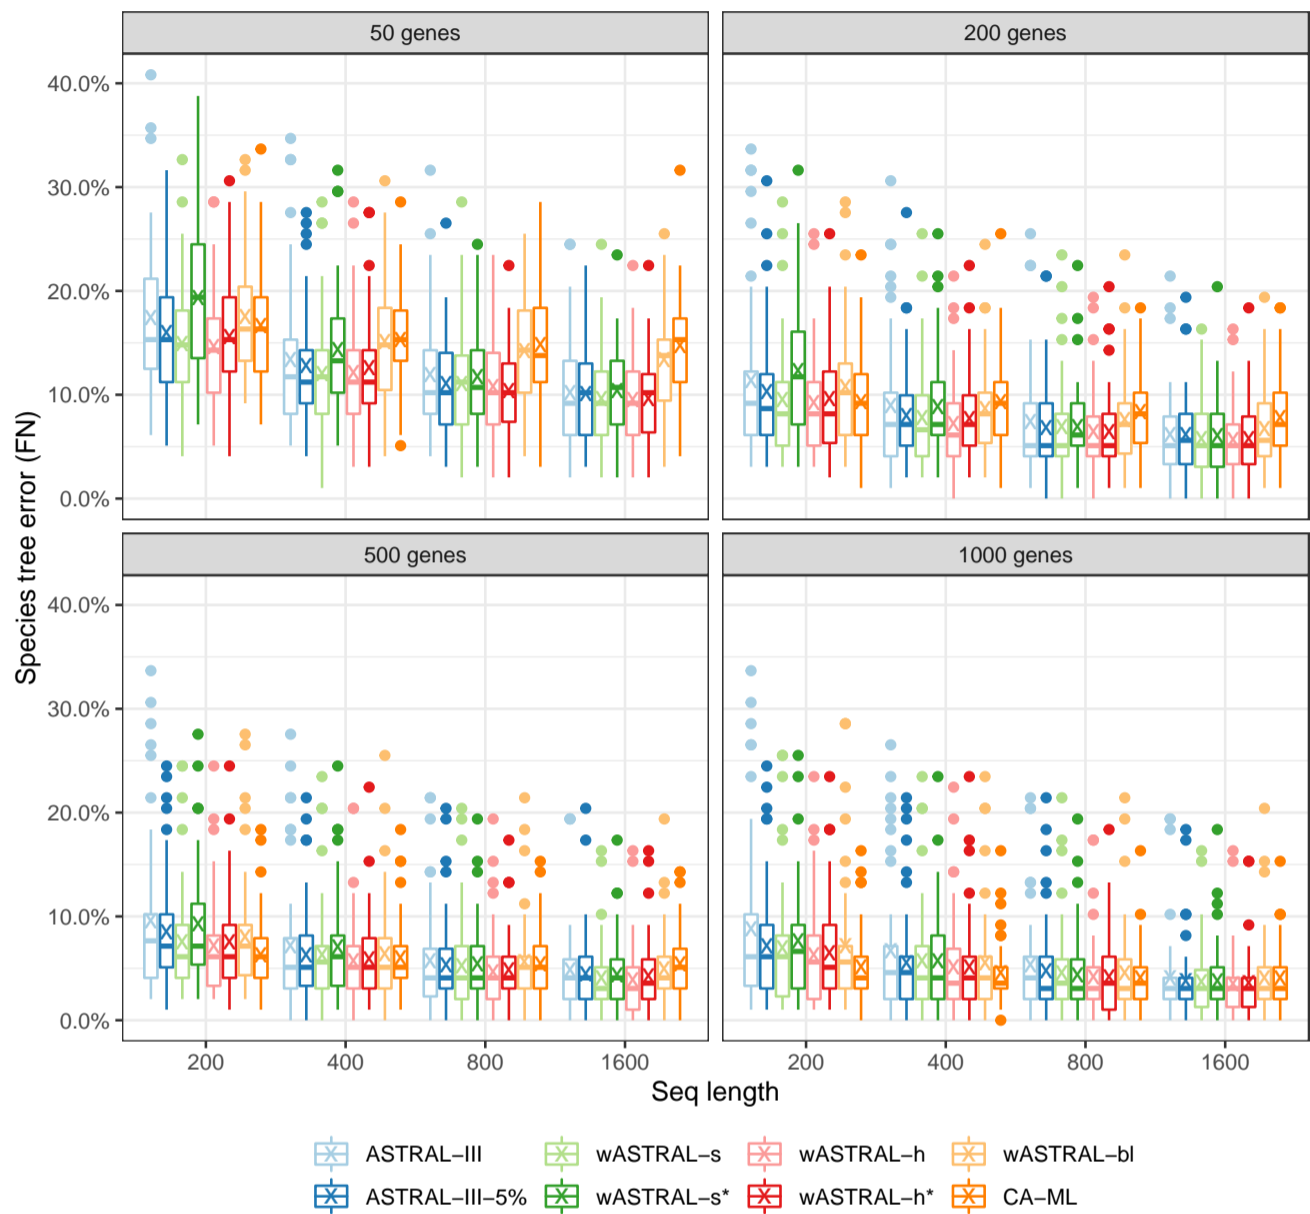 50 genes 200 genes
40.0%
30.0%
20.0%
10.0%
0.0%
500 genes 1000 genes
40.0%
30.0%
20.0%
10.0%
0.0%
Species tree error (FN)
200 400 800 1600 200 400 800 1600
Seq length
ASTRAL−III wASTRAL−s wASTRAL−h wASTRAL−bl
ASTRAL−III−5% wASTRAL−s* wASTRAL−h* CA−ML